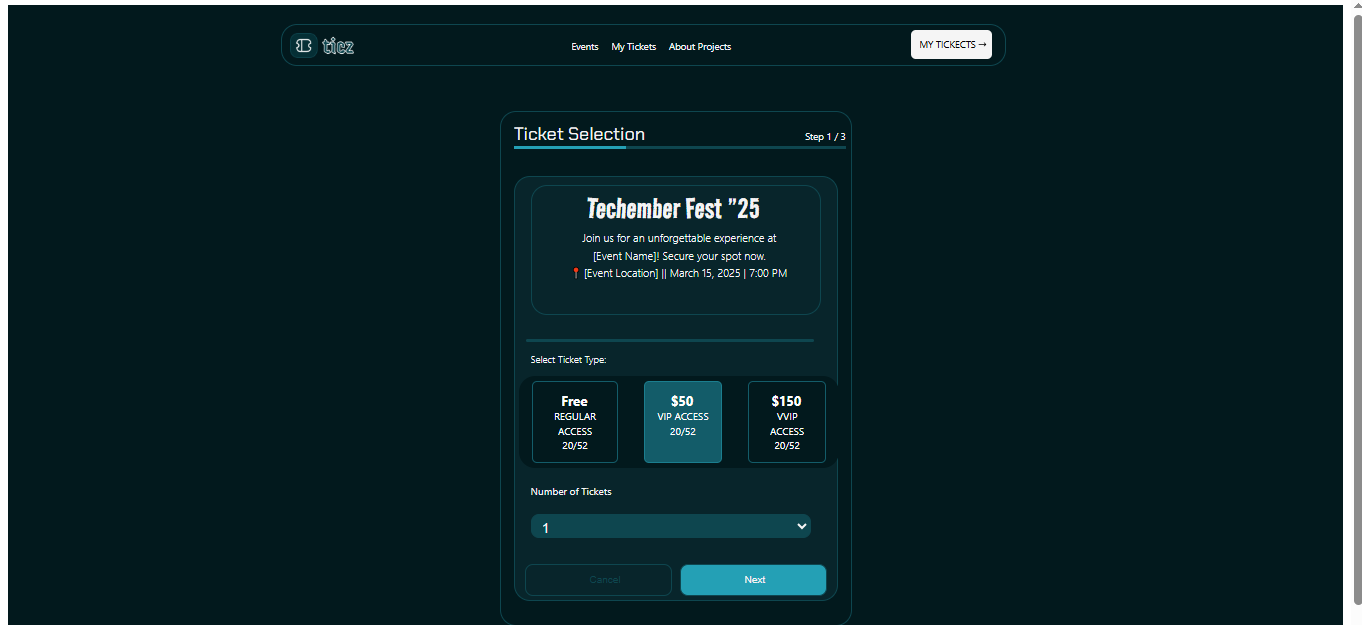 ticz
Events My Tickets About Projects
MY TICKECTS →
Ticket Selection
Step 1 / 3
Techember Fest ”25
Join us for an unforgettable experience at
[Event Name]! Secure your spot now.
📍 [Event Location] || March 15, 2025 | 7:00 PM
Select Ticket Type:
Free
REGULAR
ACCESS
20/52
$50
VIP ACCESS
20/52
$150
VVIP
ACCESS
20/52
Number of Tickets
1
Cancel
Next